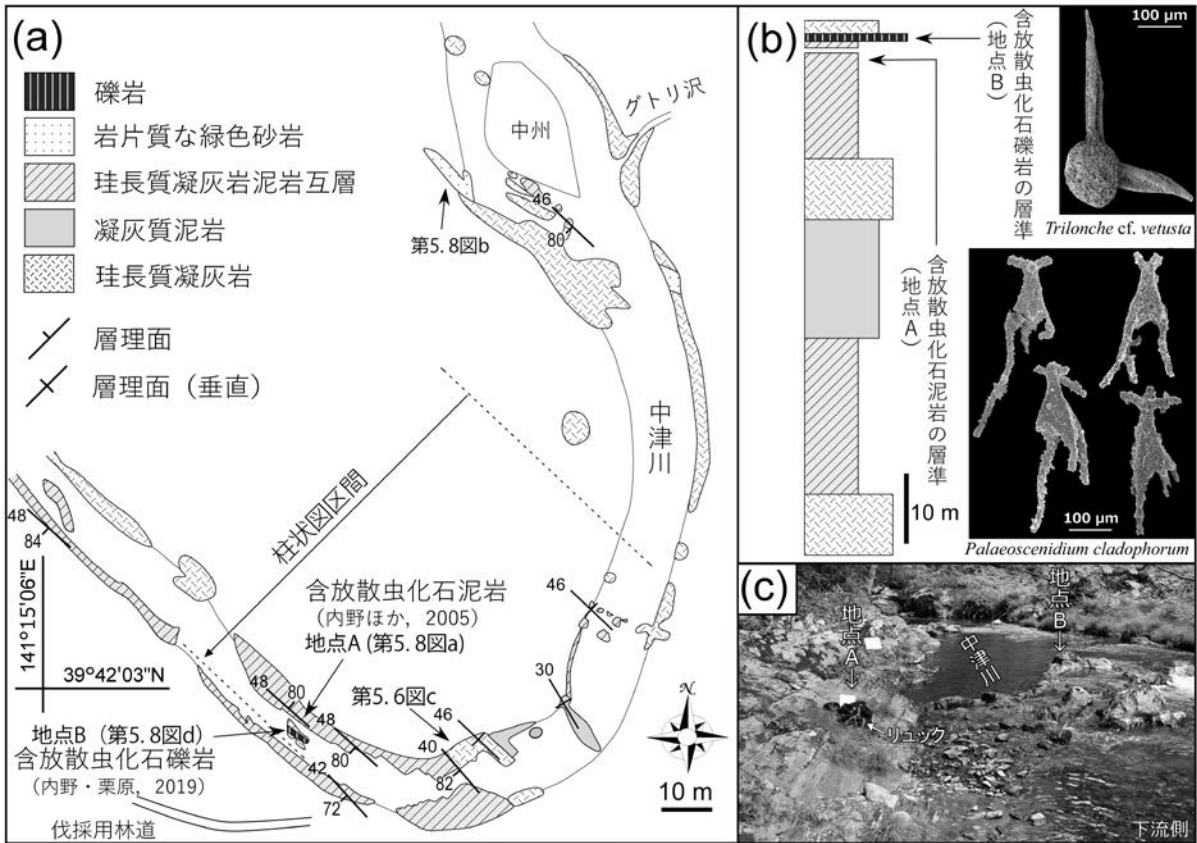 (a)
礫岩
岩片質な緑色砂岩
珪長質凝灰岩泥岩互層
凝灰質泥岩
珪長質凝灰岩
層理面
層理面（垂直）
グトリ沢
中州
46
80
第5.8図b
中津川
柱状図区間
48
84
141°15′06″E
39°42′03″N
含放散虫化石泥岩
(内野ほか，2005)
地点A (第5.8図a)
48
80
48
80
第5.6図c
46
40
82
46
30
地点B（第5.8図d）
含放散虫化石礫岩
(内野・栗原，2019)
42
72
伐採用林道
N
10 m
(b)
含放散虫化石礫岩の層準
（地点B）
含放散虫化石泥岩の層準
（地点A）
10 m
100 μm
Trilonche cf. vetusta
100 μm
Palaeoscenidium cladophorum
(c)
地点A
中津川
地点B
リュック
下流側